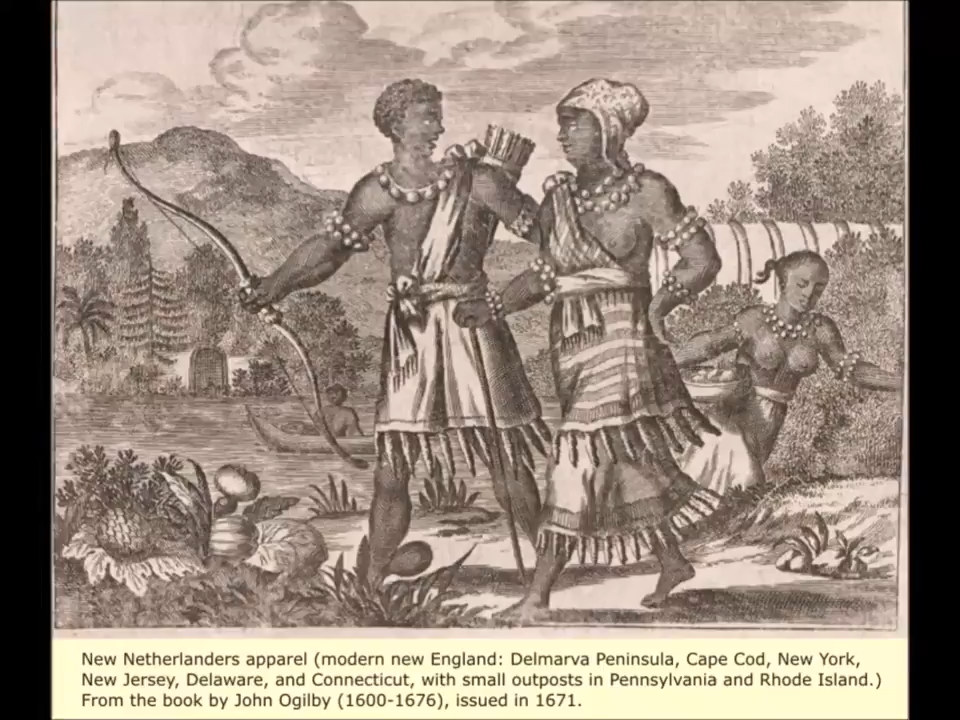 New Netherlanders apparel (modern new England: Delmarva Peninsula, Cape Cod, New York,
New Jersey, Delaware, and Connecticut, with small outposts in Pennsylvania and Rhode Island.)
From the book by John Ogilby (1600-1676), issued in 1671.